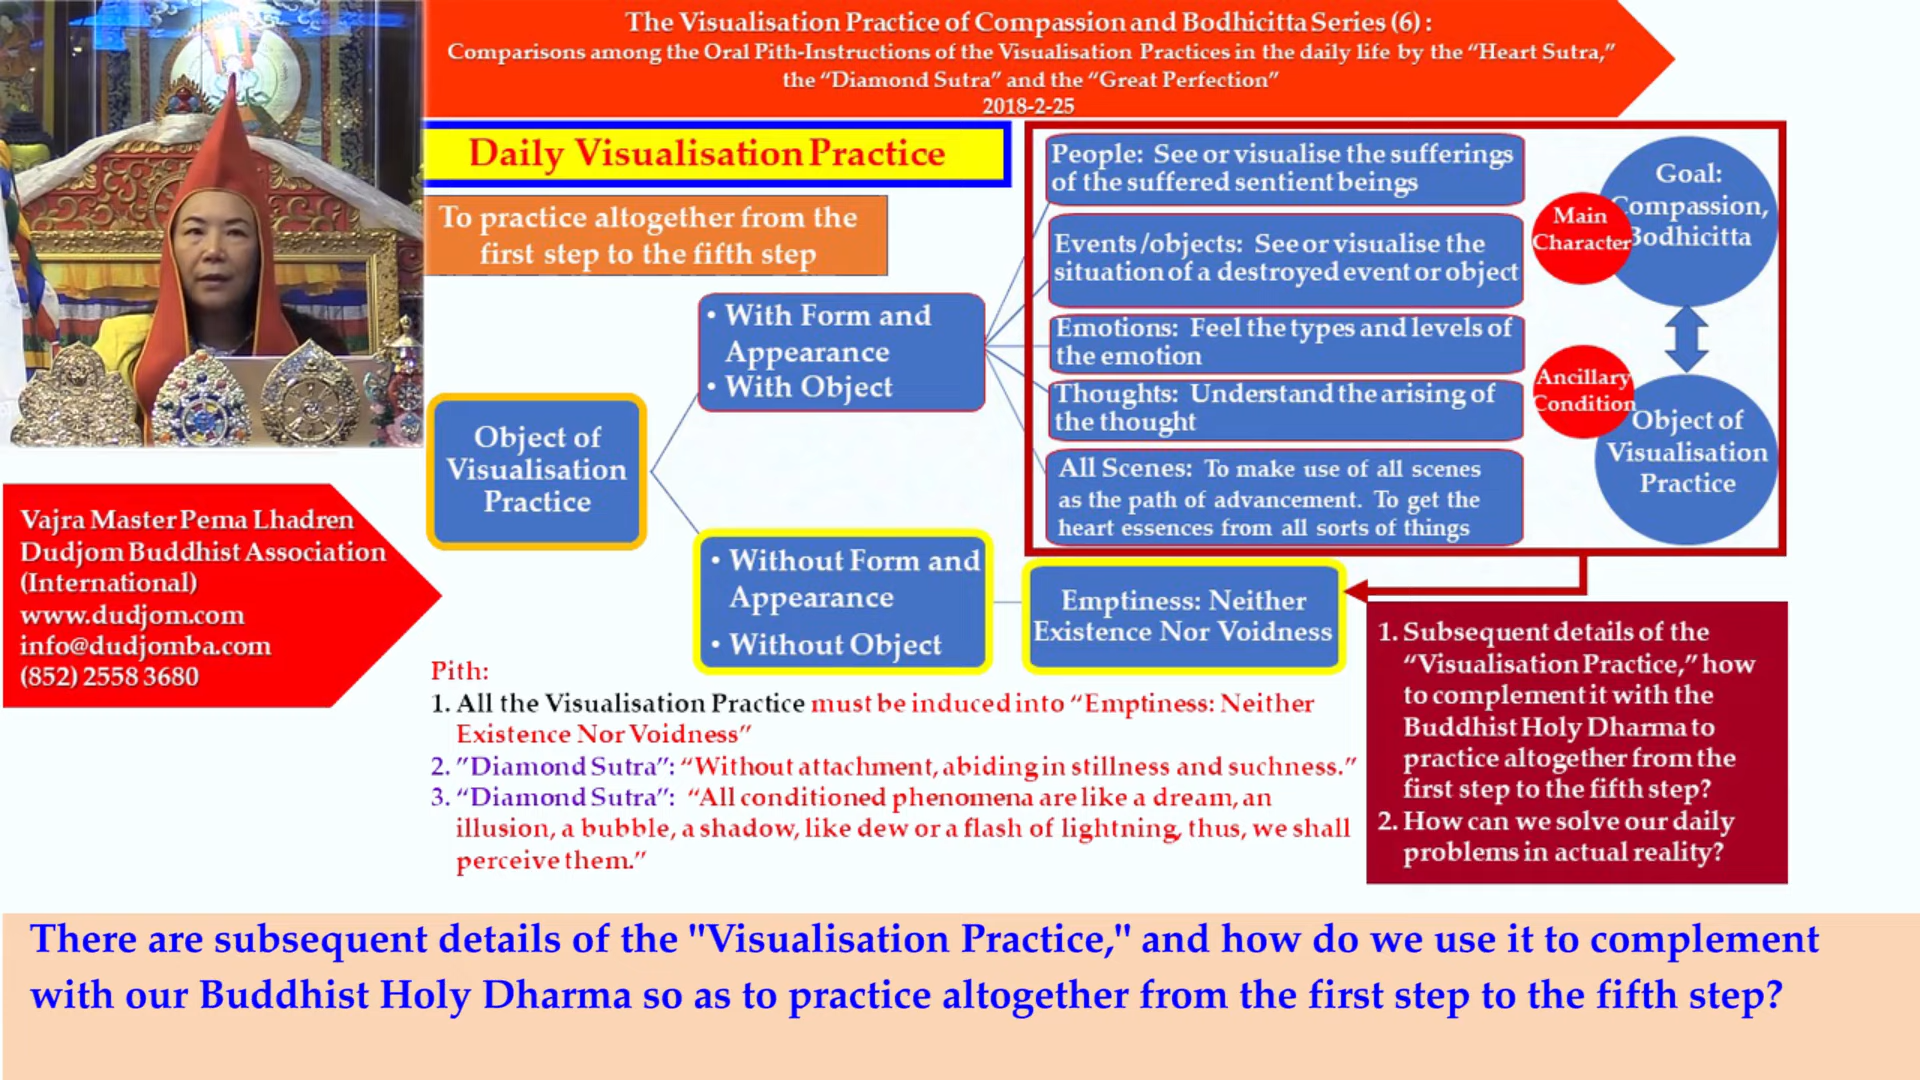 The Visualisation Practice of Compassion and Bodhicitta Series (6) :
Comparisons among the Oral Pith-Instructions of the Visualisation Practices in the daily life by the “Heart Sutra,”
the “Diamond Sutra” and the “Great Perfection”
2018-2-25
Daily Visualisation Practice
To practice altogether from the
first step to the fifth step
Object of
Visualisation
Practice
• With Form and
Appearance
• With Object
• Without Form and
Appearance
• Without Object
People: See or visualise the sufferings
of the suffered sentient beings
Events /objects: See or visualise the
situation of a destroyed event or object
Emotions: Feel the types and levels of
the emotion
Thoughts: Understand the arising of
the thought
All Scenes: To make use of all scenes
as the path of advancement. To get the
heart essences from all sorts of things
Main
Character
Goal:
Compassion,
Bodhicitta
Ancillary
Condition
Object of
Visualisation
Practice
Emptiness: Neither
Existence Nor Voidness
1. Subsequent details of the
“Visualisation Practice,” how
to complement it with the
Buddhist Holy Dharma to
practice altogether from the
first step to the fifth step?
2. How can we solve our daily
problems in actual reality?
Vajra Master Pema Lhadren
Dudjom Buddhist Association
(International)
www.dudjom.com
info@dudjomba.com
(852) 2558 3680
Pith:
1. All the Visualisation Practice must be induced into “Emptiness: Neither
Existence Nor Voidness”
2. ”Diamond Sutra”: “Without attachment, abiding in stillness and suchness.”
3. “Diamond Sutra”: “All conditioned phenomena are like a dream, an
illusion, a bubble, a shadow, like dew or a flash of lightning, thus, we shall
perceive them.”
There are subsequent details of the "Visualisation Practice," and how do we use it to complement
with our Buddhist Holy Dharma so as to practice altogether from the first step to the fifth step?